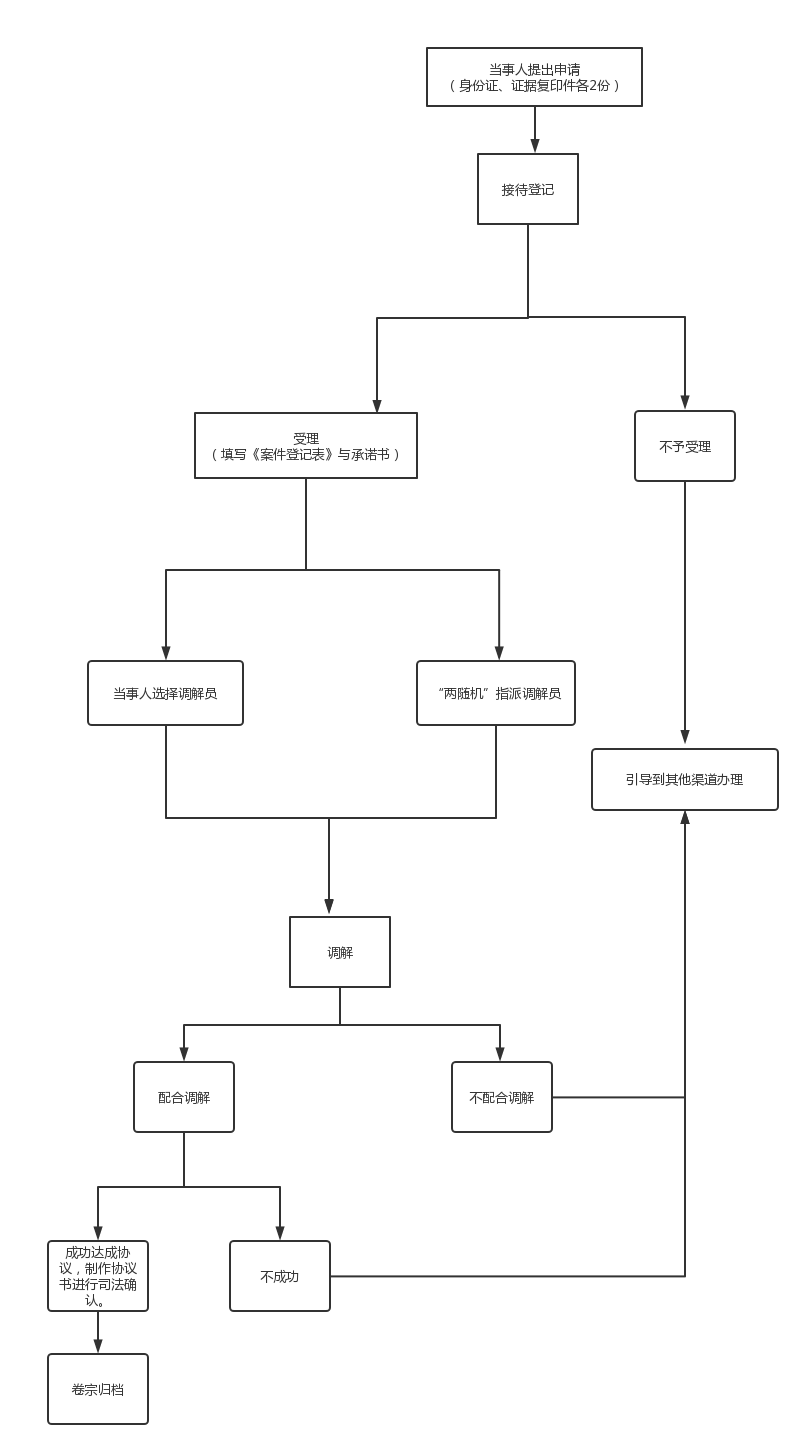 当事人提出申请
（身份证、证据复印件各2份）
接待登记
受理
（填写《案件登记表》与承诺书）
不予受理
当事人选择调解员
“两随机”指派调解员
引导到其他渠道办理
调解
配合调解
不配合调解
成功达成协
议，制作协议
书进行司法确
认。
不成功
卷宗归档